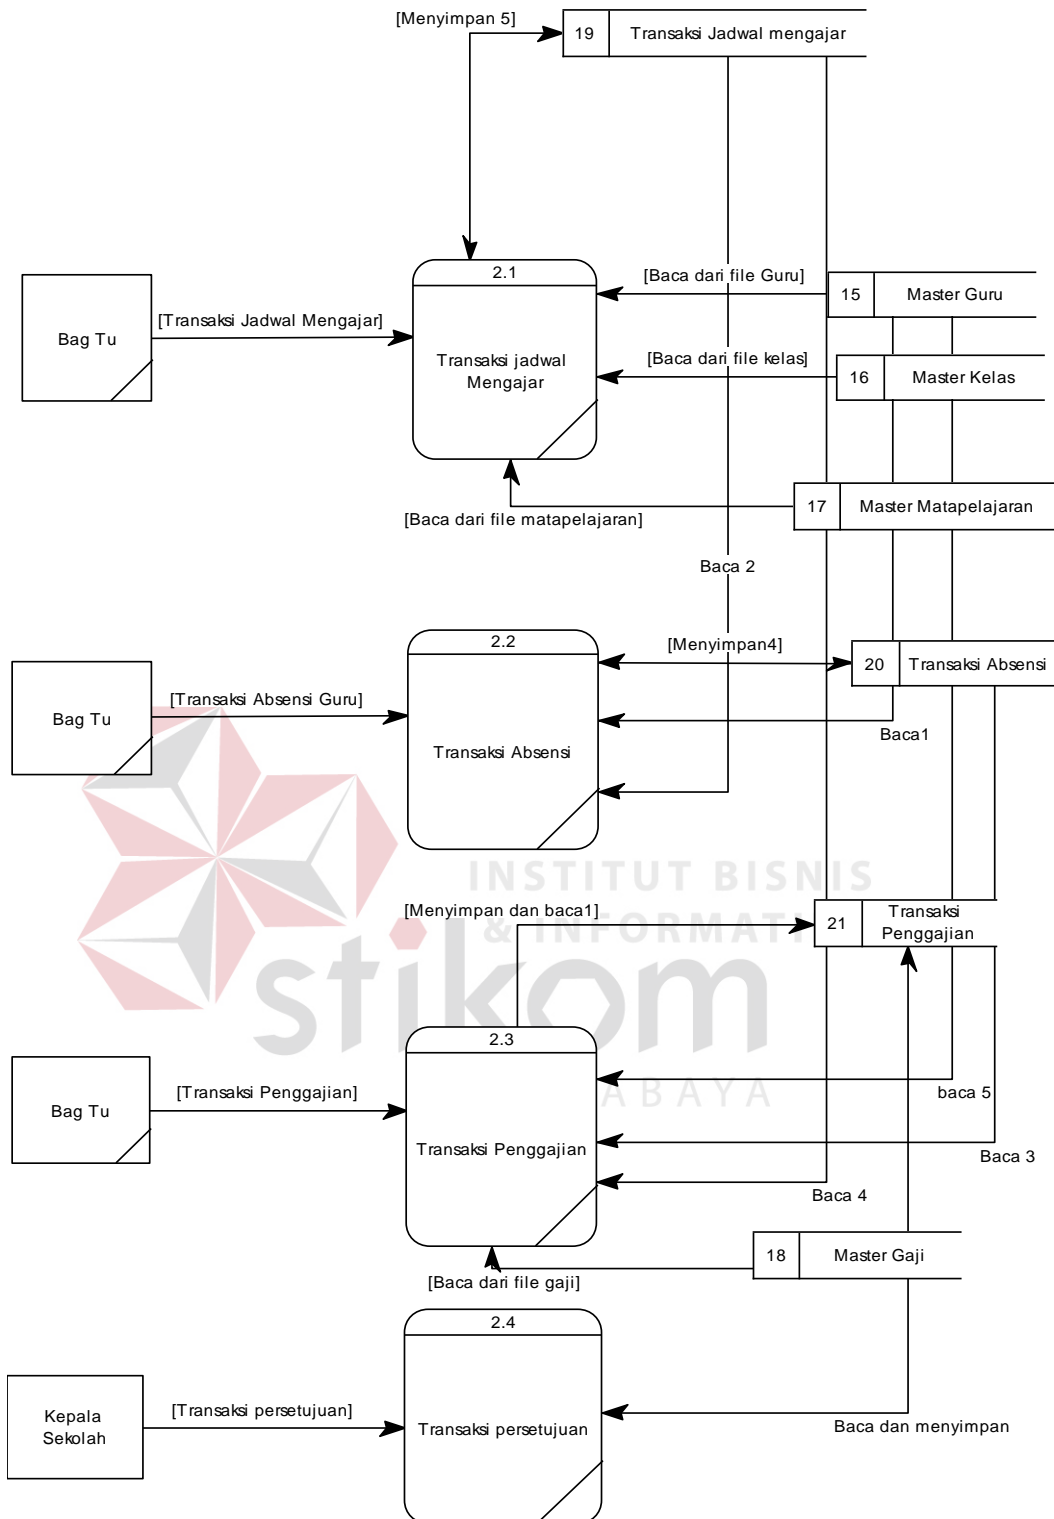 [Menyimpan 5]
19
Transaksi Jadwal mengajar
2.1
[Baca dari file Guru]
15
Master Guru
[Transaksi Jadwal Mengajar]
Bag Tu
Transaksi jadwal
Mengajar
[Baca dari file kelas]
16
Master Kelas
17
Master Matapelajaran
[Baca dari file matapelajaran]
Baca 2
2.2
[Menyimpan4]
20
Transaksi Absensi
[Transaksi Absensi Guru]
Bag Tu
Baca1
Transaksi Absensi
INSTITUT BISNIS
[Menyimpan dan baca1]
21
Transaksi
Penggajian
& INFORMATI
stikom
2.3
[Transaksi Penggajian]
Bag Tu
baca 5
ABAYA
Transaksi Penggajian
Baca 3
Baca 4
18
Master Gaji
[Baca dari file gaji]
2.4
[Transaksi persetujuan]
Kepala
Sekolah
Transaksi persetujuan
Baca dan menyimpan